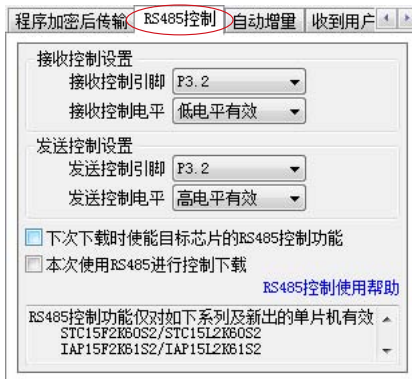 程序加密后传输 RS485控制 自动增量 收到用户
接收控制设置
接收控制引脚 P3.2
接收控制电平 低电平有效
发送控制设置
发送控制引脚 P3.2
发送控制电平 高电平有效
下次下载时使能目标芯片的RS485控制功能
本次使用RS485进行控制下载
RS485控制使用帮助
RS485控制功能仅对如下系列及新出的单片机有效
STC15F2K60S2/STC15L2K60S2
IAP15F2K61S2/IAP15L2K61S2